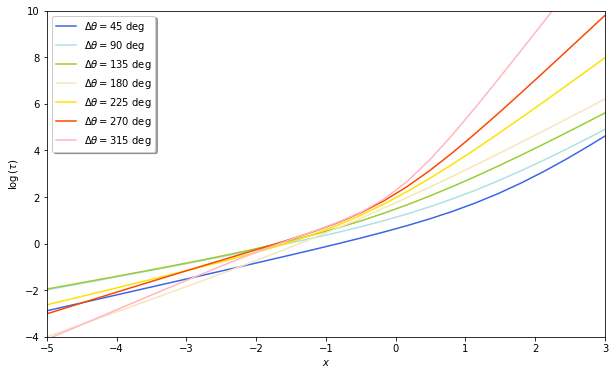 10
8
6
4
2
0
−2
−4
log (τ)
Δθ = 45 deg
Δθ = 90 deg
Δθ = 135 deg
Δθ = 180 deg
Δθ = 225 deg
Δθ = 270 deg
Δθ = 315 deg
−5 −4 −3 −2 −1 0 1 2 3
x